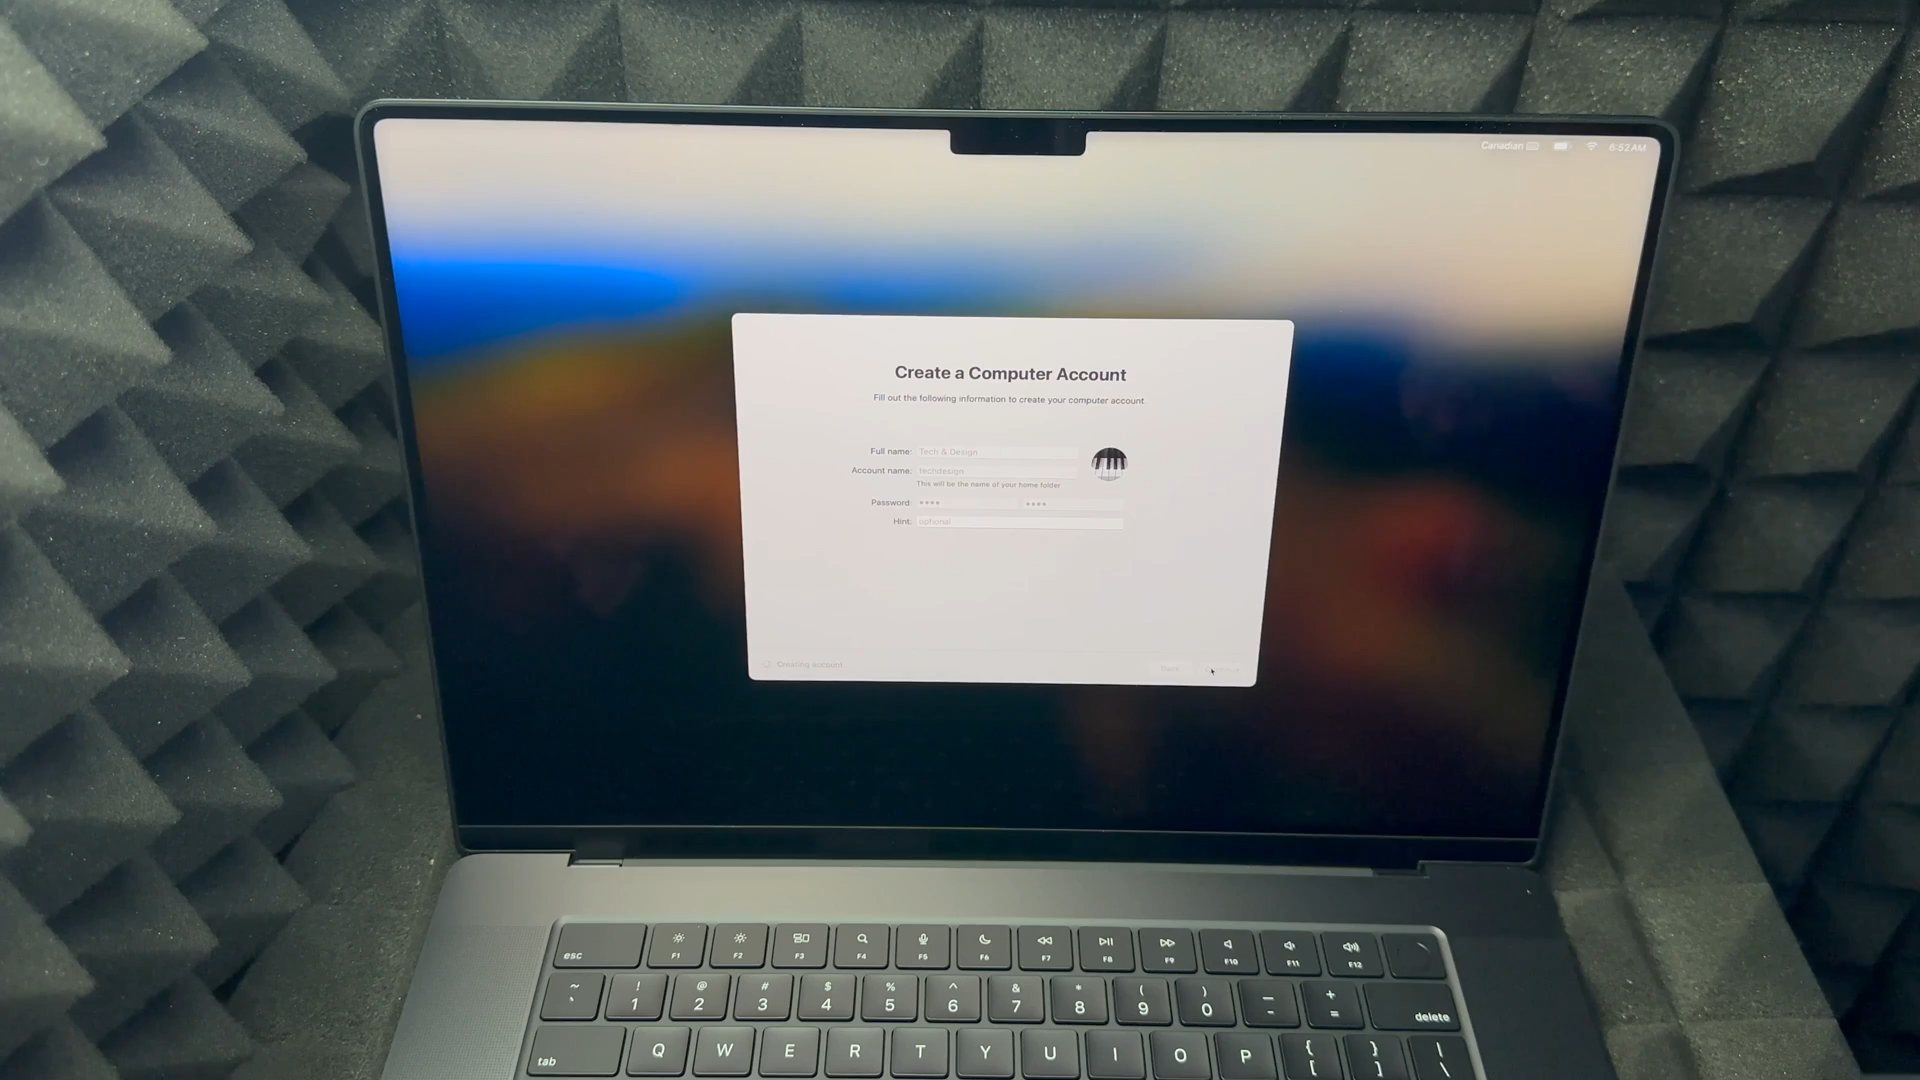 Canadian 6:52 AM
Create a Computer Account
Fill out the following information to create your computer account
Full name: Tech & Design
Account name: techdesign
This will be the name of your home folder
Password:
Hint: optional
Creating account
Back
esc F1 F2 F3 F4 F5 F6 F7 F8 F9 F10 F11 F12
~ ! @ # $ % ^ & * ( ) — +
` 1 2 3 4 5 6 7 8 9 0 - = delete
tab Q W E R T Y U I O P { [ } ] | \